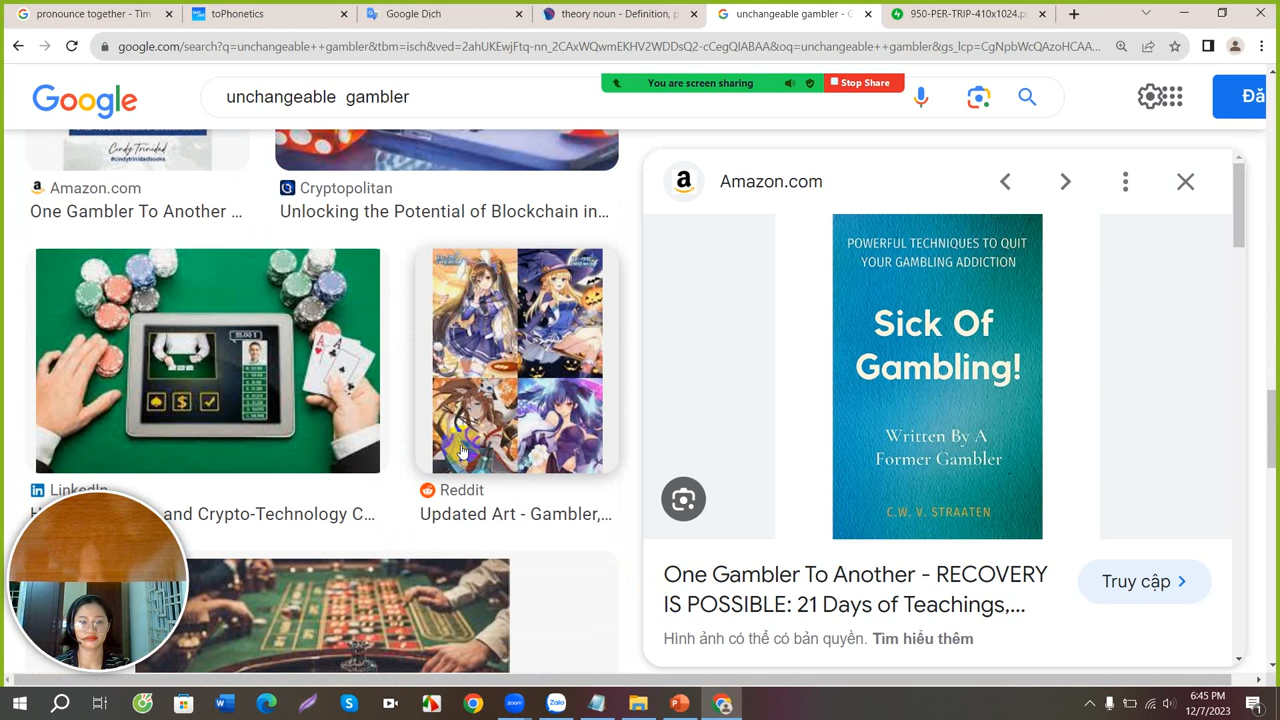 pronounce together - Tim
toPhonetics
Google Dịch
theory noun - Definition, p
unchangeable gambler - G
950-PER-TRIP-410x1024.p
google.com/search?q=unchangeable++gambler&tbm=isch&ved=2ahUKEwjFtq-nn_2CAxWQwmEKHV2WDDsQ2-cCegQIABAA&oq=unchangeable++gambler&gs_lcp=CgNpbWcQAzoHCAA...
You are screen sharing
Stop Share
Google
unchangeable gambler
Đă
Cindy Trinidad
#cindytrinidadbooks
Amazon.com
One Gambler To Another ...
Cryptopolitan
Unlocking the Potential of Blockchain in...
Amazon.com
POWERFUL TECHNIQUES TO QUIT
YOUR GAMBLING ADDICTION
Sick Of
Gambling!
Written By A
Former Gambler
C.W. V. STRAATEN
LinkedIn
and Crypto-Technology C...
Reddit
Updated Art - Gambler,...
One Gambler To Another - RECOVERY
IS POSSIBLE: 21 Days of Teachings,...
Truy cập
Hình ảnh có thể có bản quyền. Tìm hiểu thêm
6:45 PM
12/7/2023